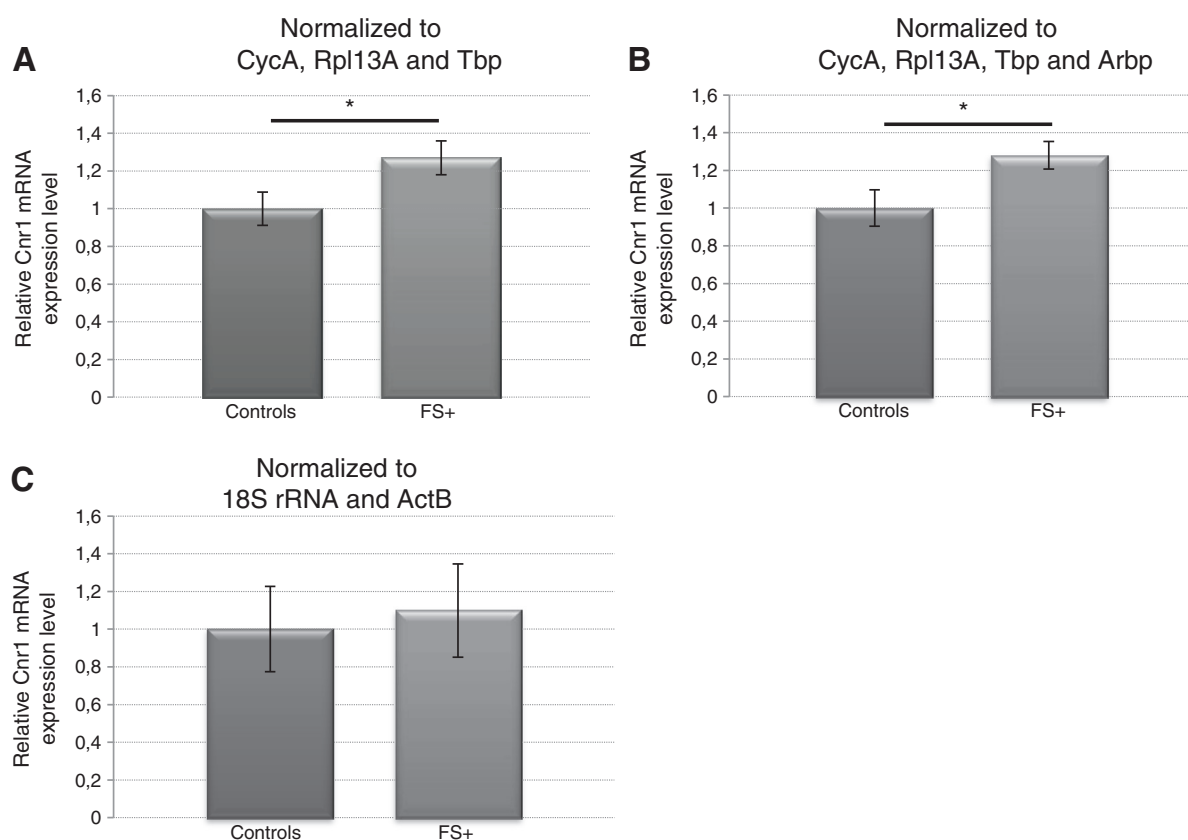 A
Normalized to
CycA, Rpl13A and Tbp
Relative Cnr1 mRNA
expression level
1,6
1,4
1,2
1
0,8
0,6
0,4
0,2
0
*
Controls
FS+
B
Normalized to
CycA, Rpl13A, Tbp and Arbp
Relative Cnr1 mRNA
expression level
1,6
1,4
1,2
1
0,8
0,6
0,4
0,2
0
*
Controls
FS+
C
Normalized to
18S rRNA and ActB
Relative Cnr1 mRNA
expression level
1,6
1,4
1,2
1
0,8
0,6
0,4
0,2
0
Controls
FS+